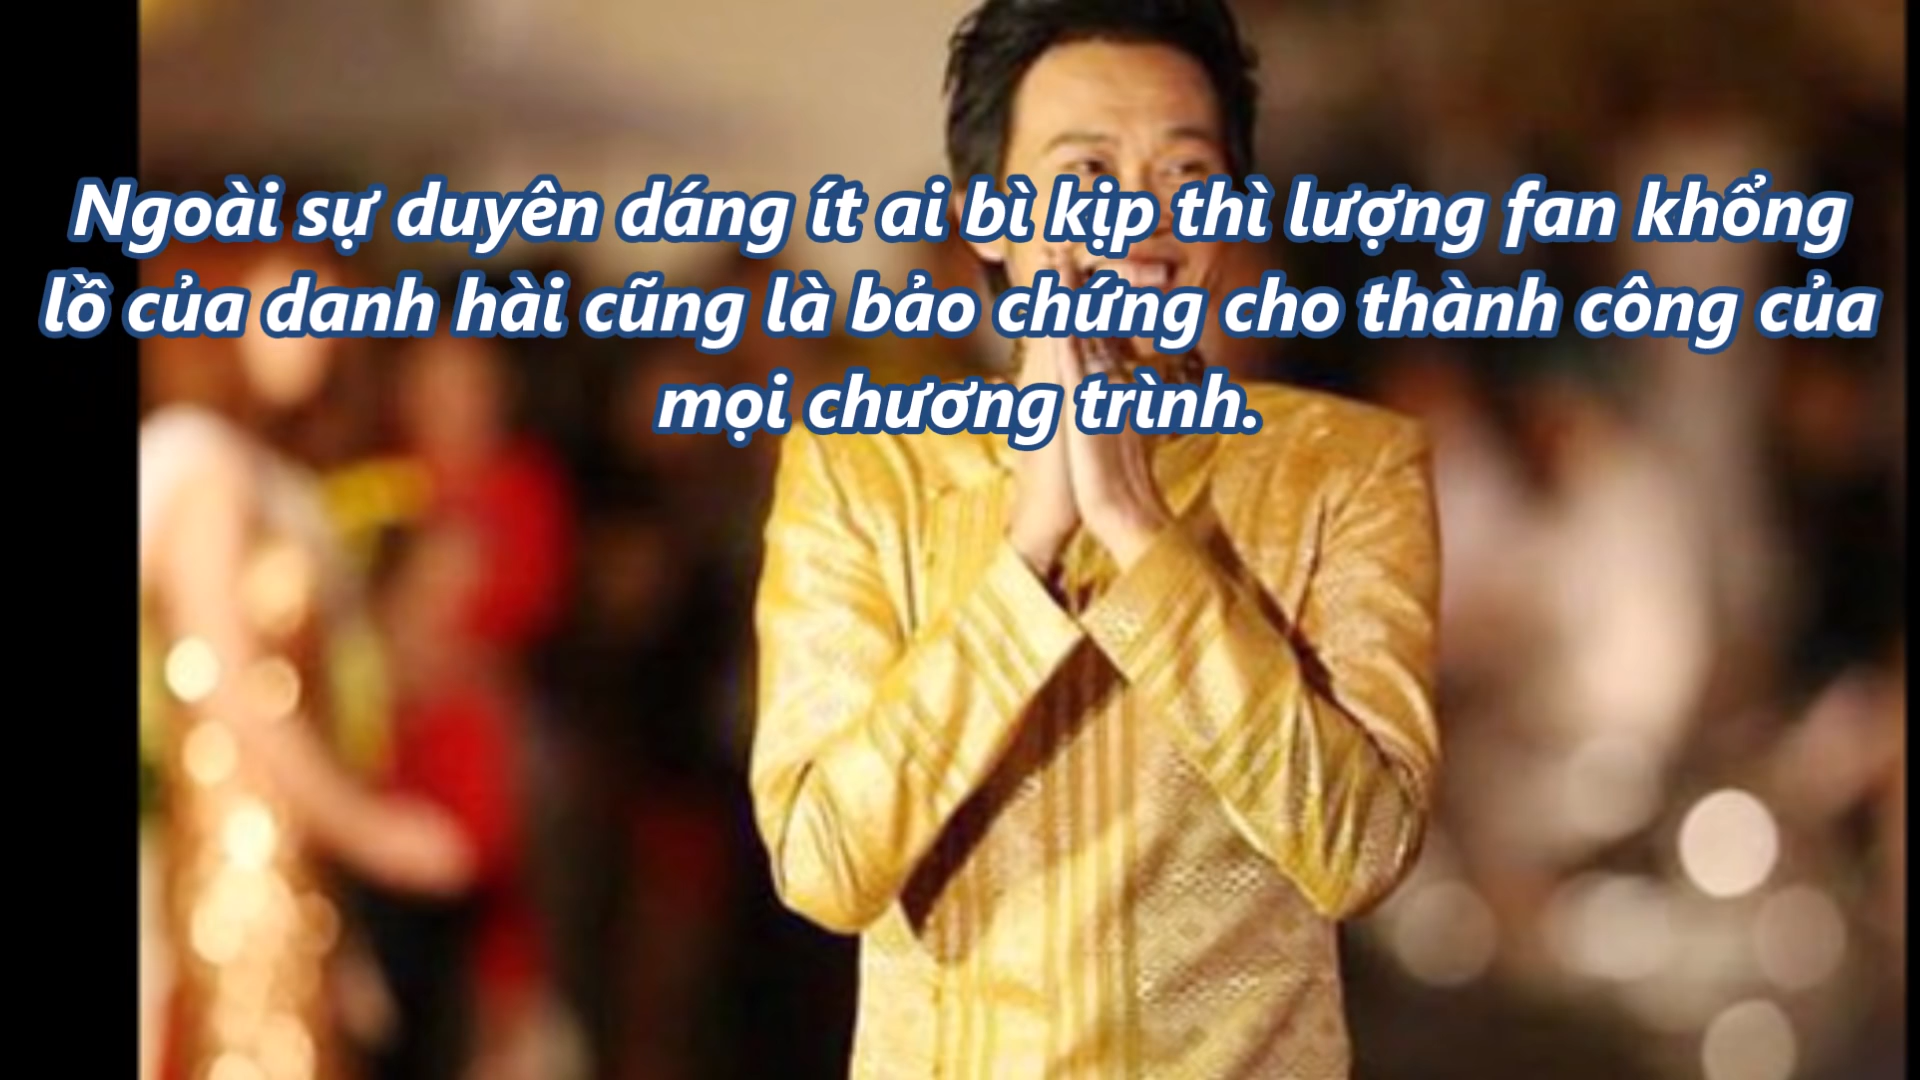 Ngoài sự duyên dáng ít ai bì kịp thì lượng fan khổng
lồ của danh hài cũng là bảo chứng cho thành công của
mọi chương trình.